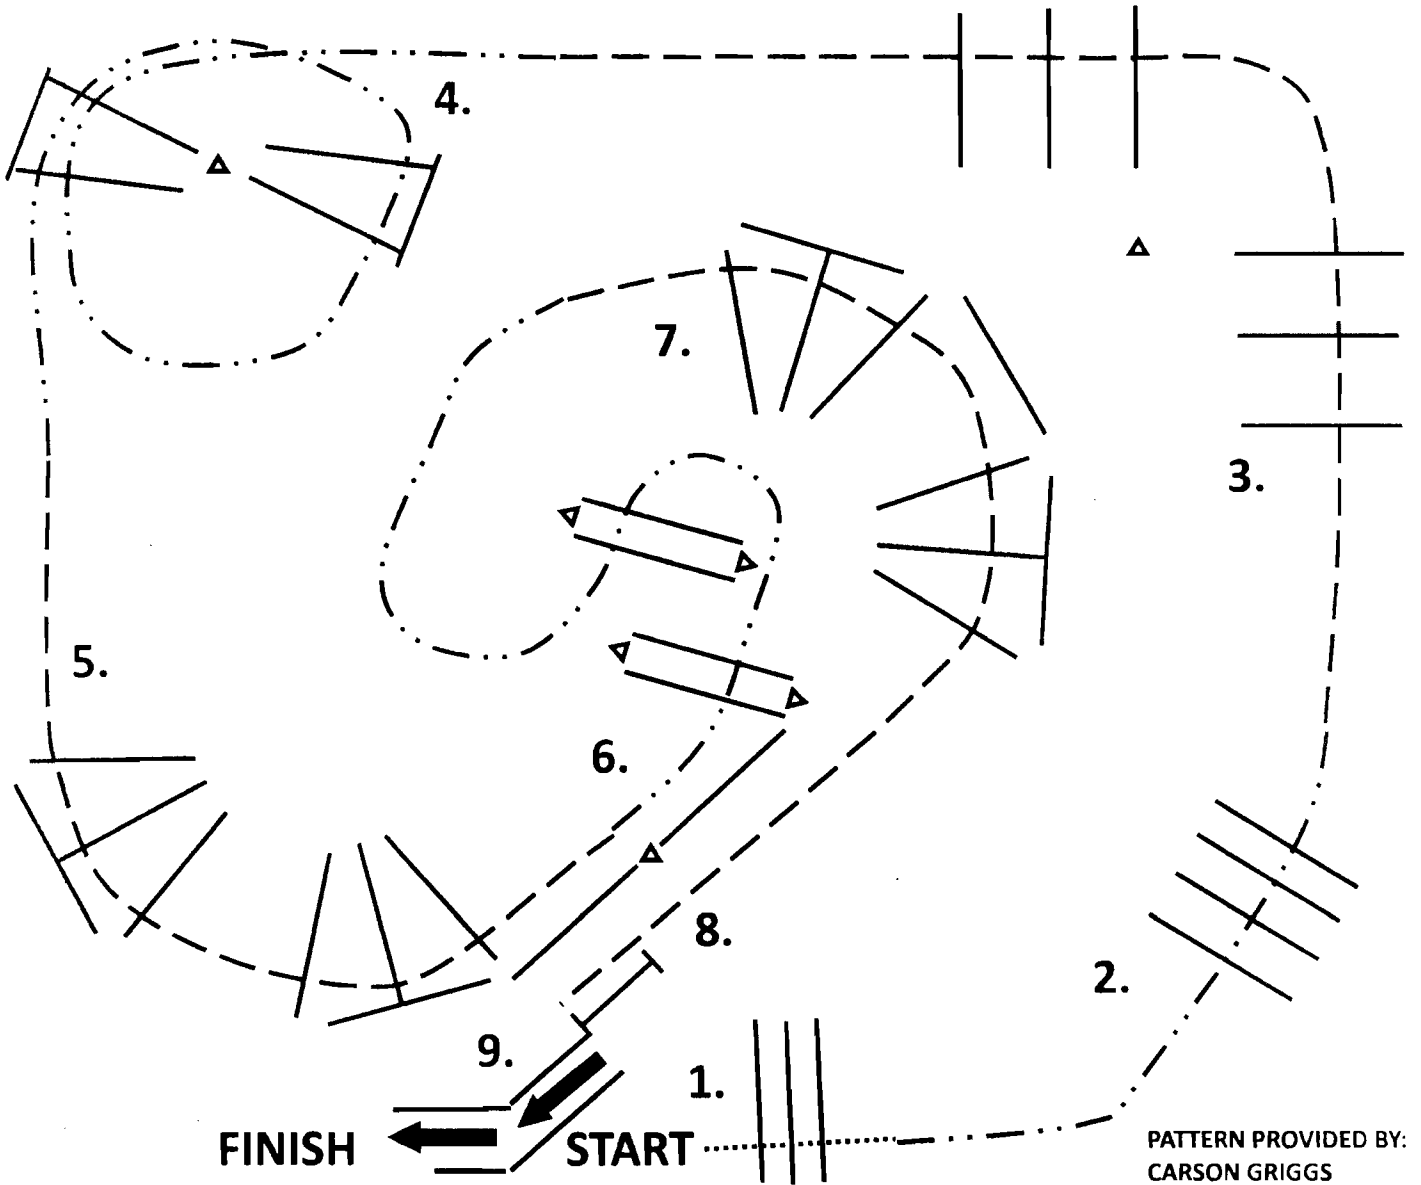 4.
7.
3.
5.
6.
8.
2.
9.
1.
FINISH
START
PATTERN PROVIDED BY:
CARSON GRIGGS